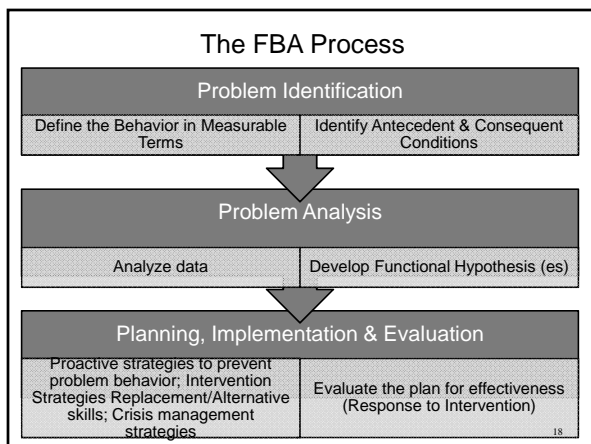 The FBA Process
Problem Identification
Define the Behavior in Measurable
Terms
Identify Antecedent & Consequent
Conditions
Problem Analysis
Analyze data
Develop Functional Hypothesis (es)
Planning, Implementation & Evaluation
Proactive strategies to prevent
problem behavior; Intervention
Strategies Replacement/Alternative
skills; Crisis management
strategies
Evaluate the plan for effectiveness
(Response to Intervention)
18